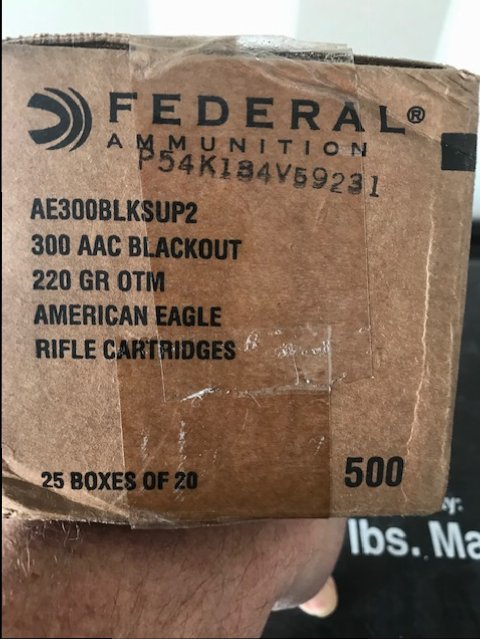 FEDERAL®
AMMUNITION
P54K184V59231
AE300BLKSUP2
300 AAC BLACKOUT
220 GR OTM
AMERICAN EAGLE
RIFLE CARTRIDGES
25 BOXES OF 20
500
lbs. Ma